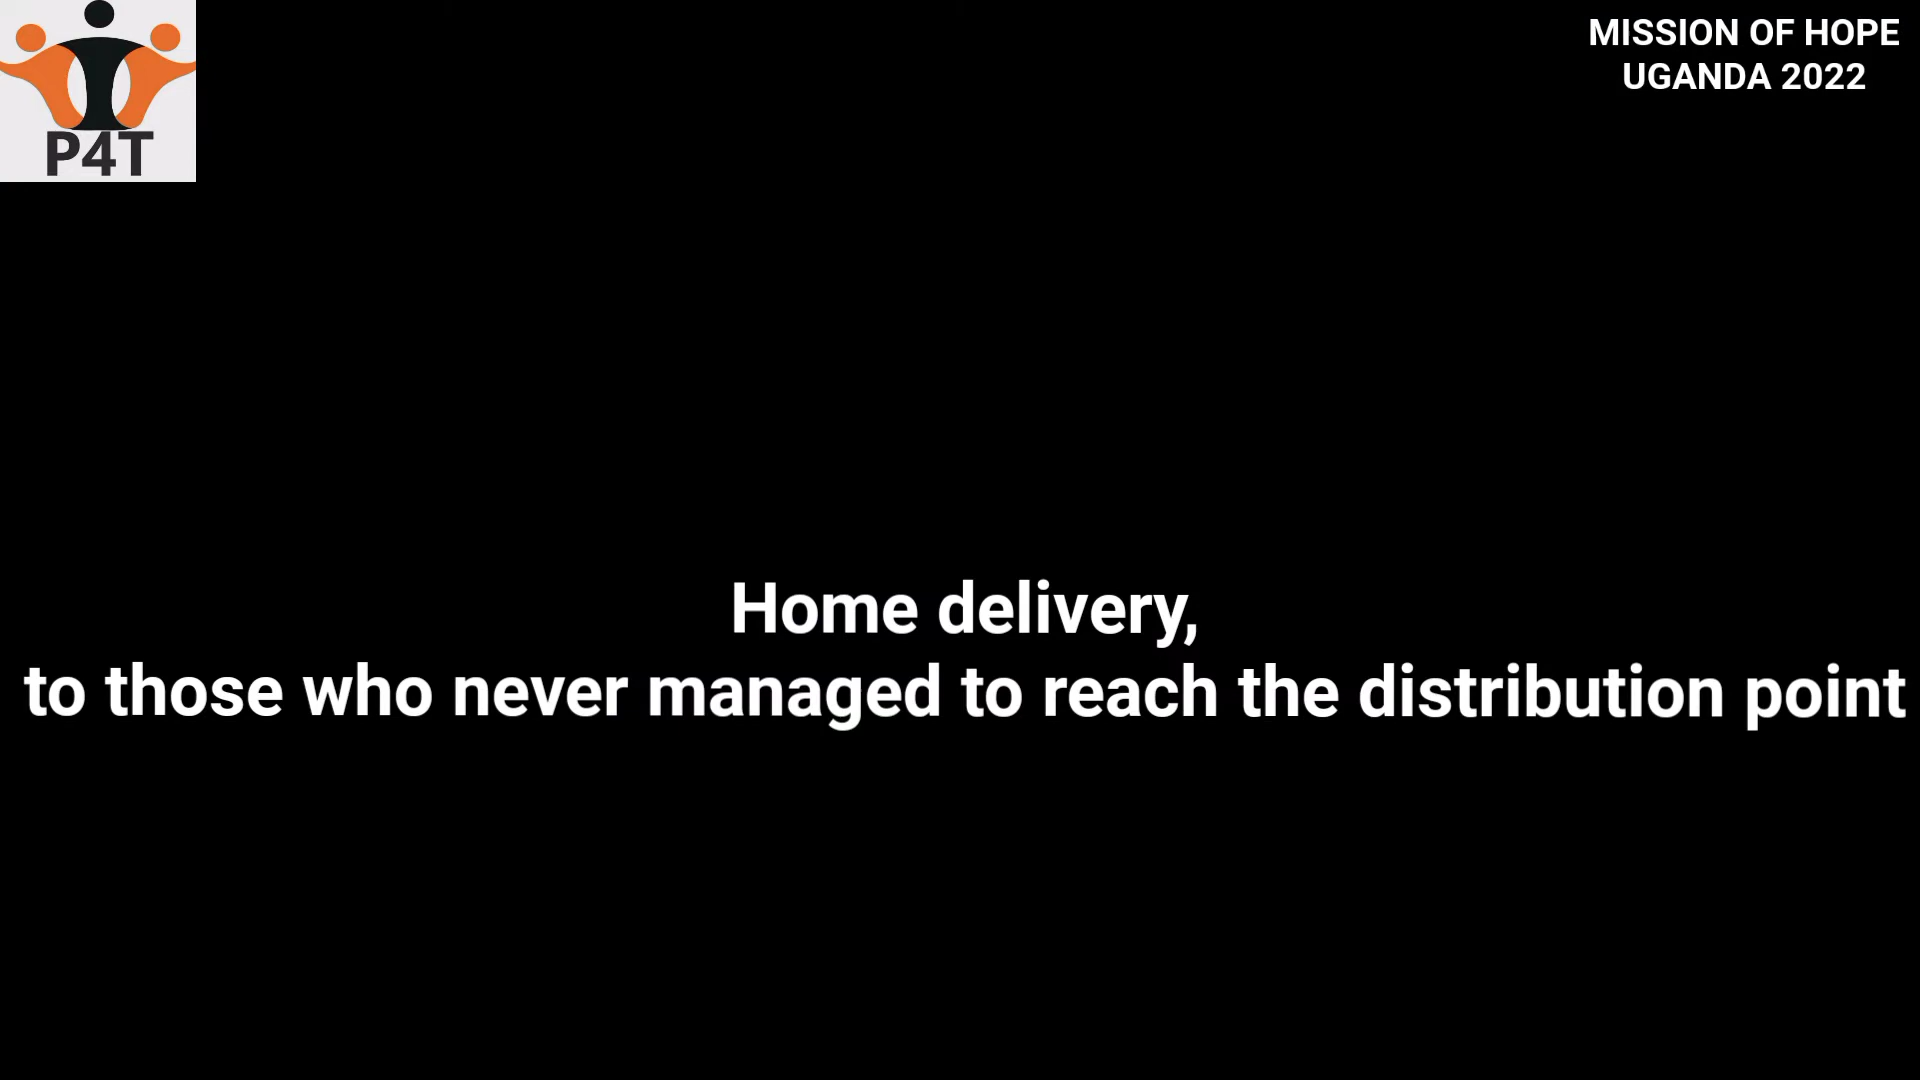 P4T
MISSION OF HOPE
UGANDA 2022
Home delivery,
to those who never managed to reach the distribution point